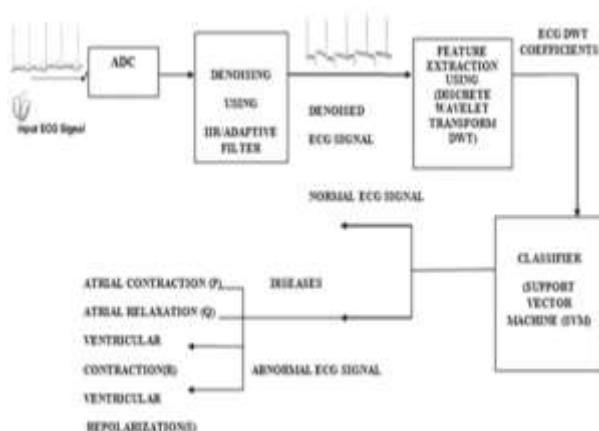 ADC
Input ECG Signal
DENOISING
USING
IIR/ADAPTIVE
FILTER
DENOISED
ECG SIGNAL
FEATURE
EXTRACTION
USING
(DISCRETE
WAVELET
TRANSFORM
DWT)
ECG DWT
COEFFICIENTS
CLASSIFIER
(SUPPORT
VECTOR
MACHINE (SVM)
NORMAL ECG SIGNAL
DISEASES
ABNORMAL ECG SIGNAL
ATRIAL CONTRACTION (P)
ATRIAL RELAXATION (Q)
VENTRICULAR
CONTRACTION(R)
VENTRICULAR
REPOLARIZATION(S)